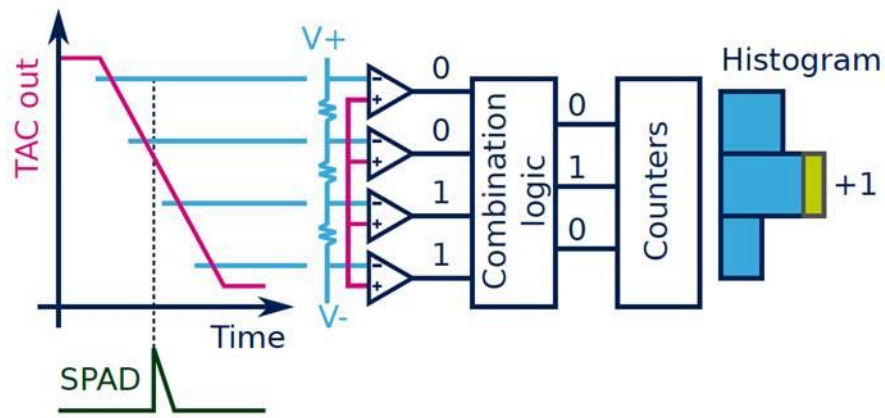 TAC out
Time
SPAD
V+
V-
-
+
-
+
-
+
-
+
0
0
1
1
Combination
logic
0
1
0
Counters
Histogram
+1